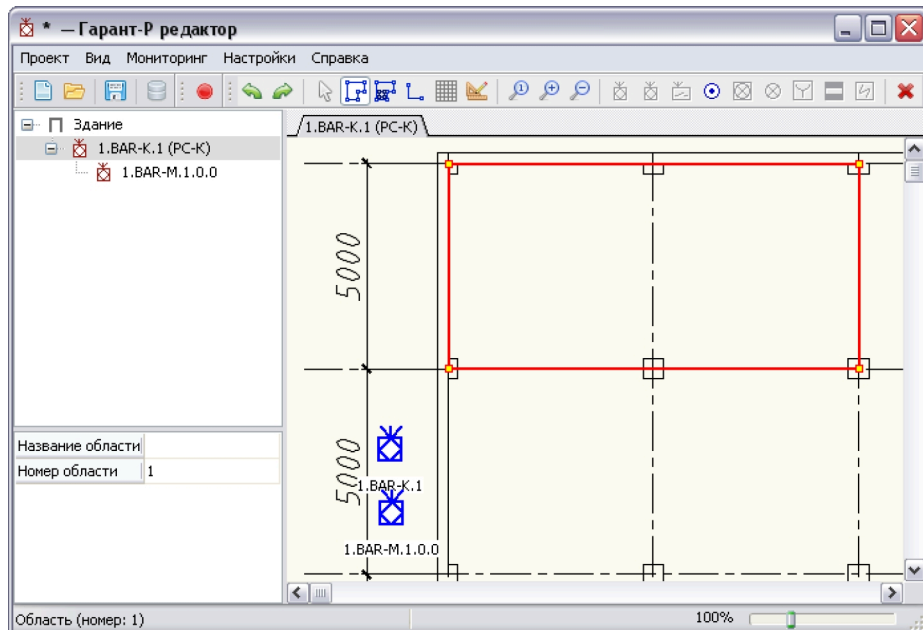 * — Гарант-Р редактор
Проект Вид Мониторинг Настройки Справка
Здание
1.BAR-K.1 (РС-К)
1.BAR-M.1.0.0
Название области
Номер области 1
1.BAR-K.1 (РС-К)
5000
5000
1.BAR-K.1
1.BAR-M.1.0.0
Область (номер: 1)
100%